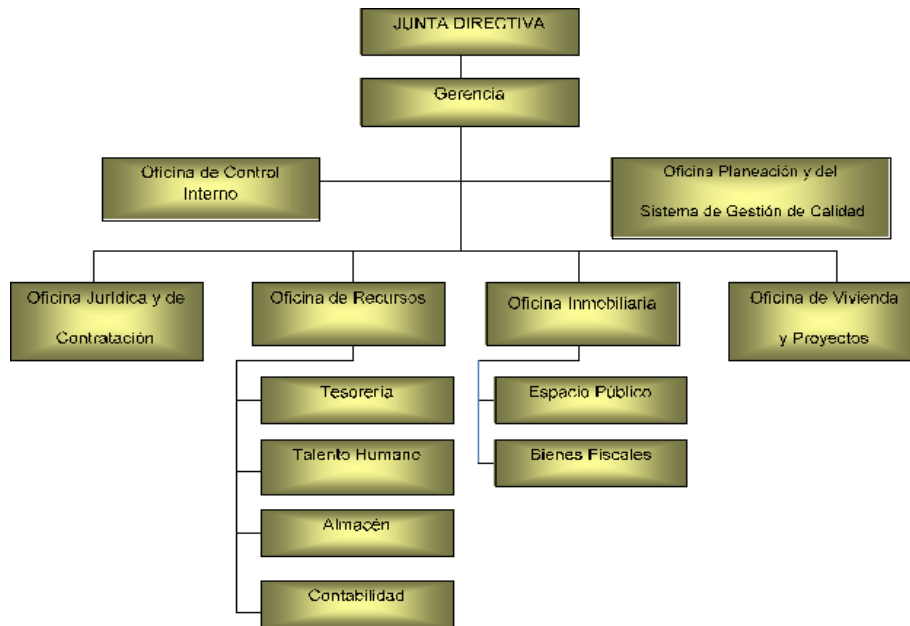 JUNTA DIRECTIVA
Gerencia
Oficina de Control
Interno
Oficina Planeación y del
Sistema de Gestión de Calidad
Oficina Jurídica y de
Contratación
Oficina de Recursos
Oficina Inmobiliaria
Oficina de Vivienda
y Proyectos
Tesorería
Talento Humano
Almacén
Contabilidad
Espacio Público
Bienes Fiscales